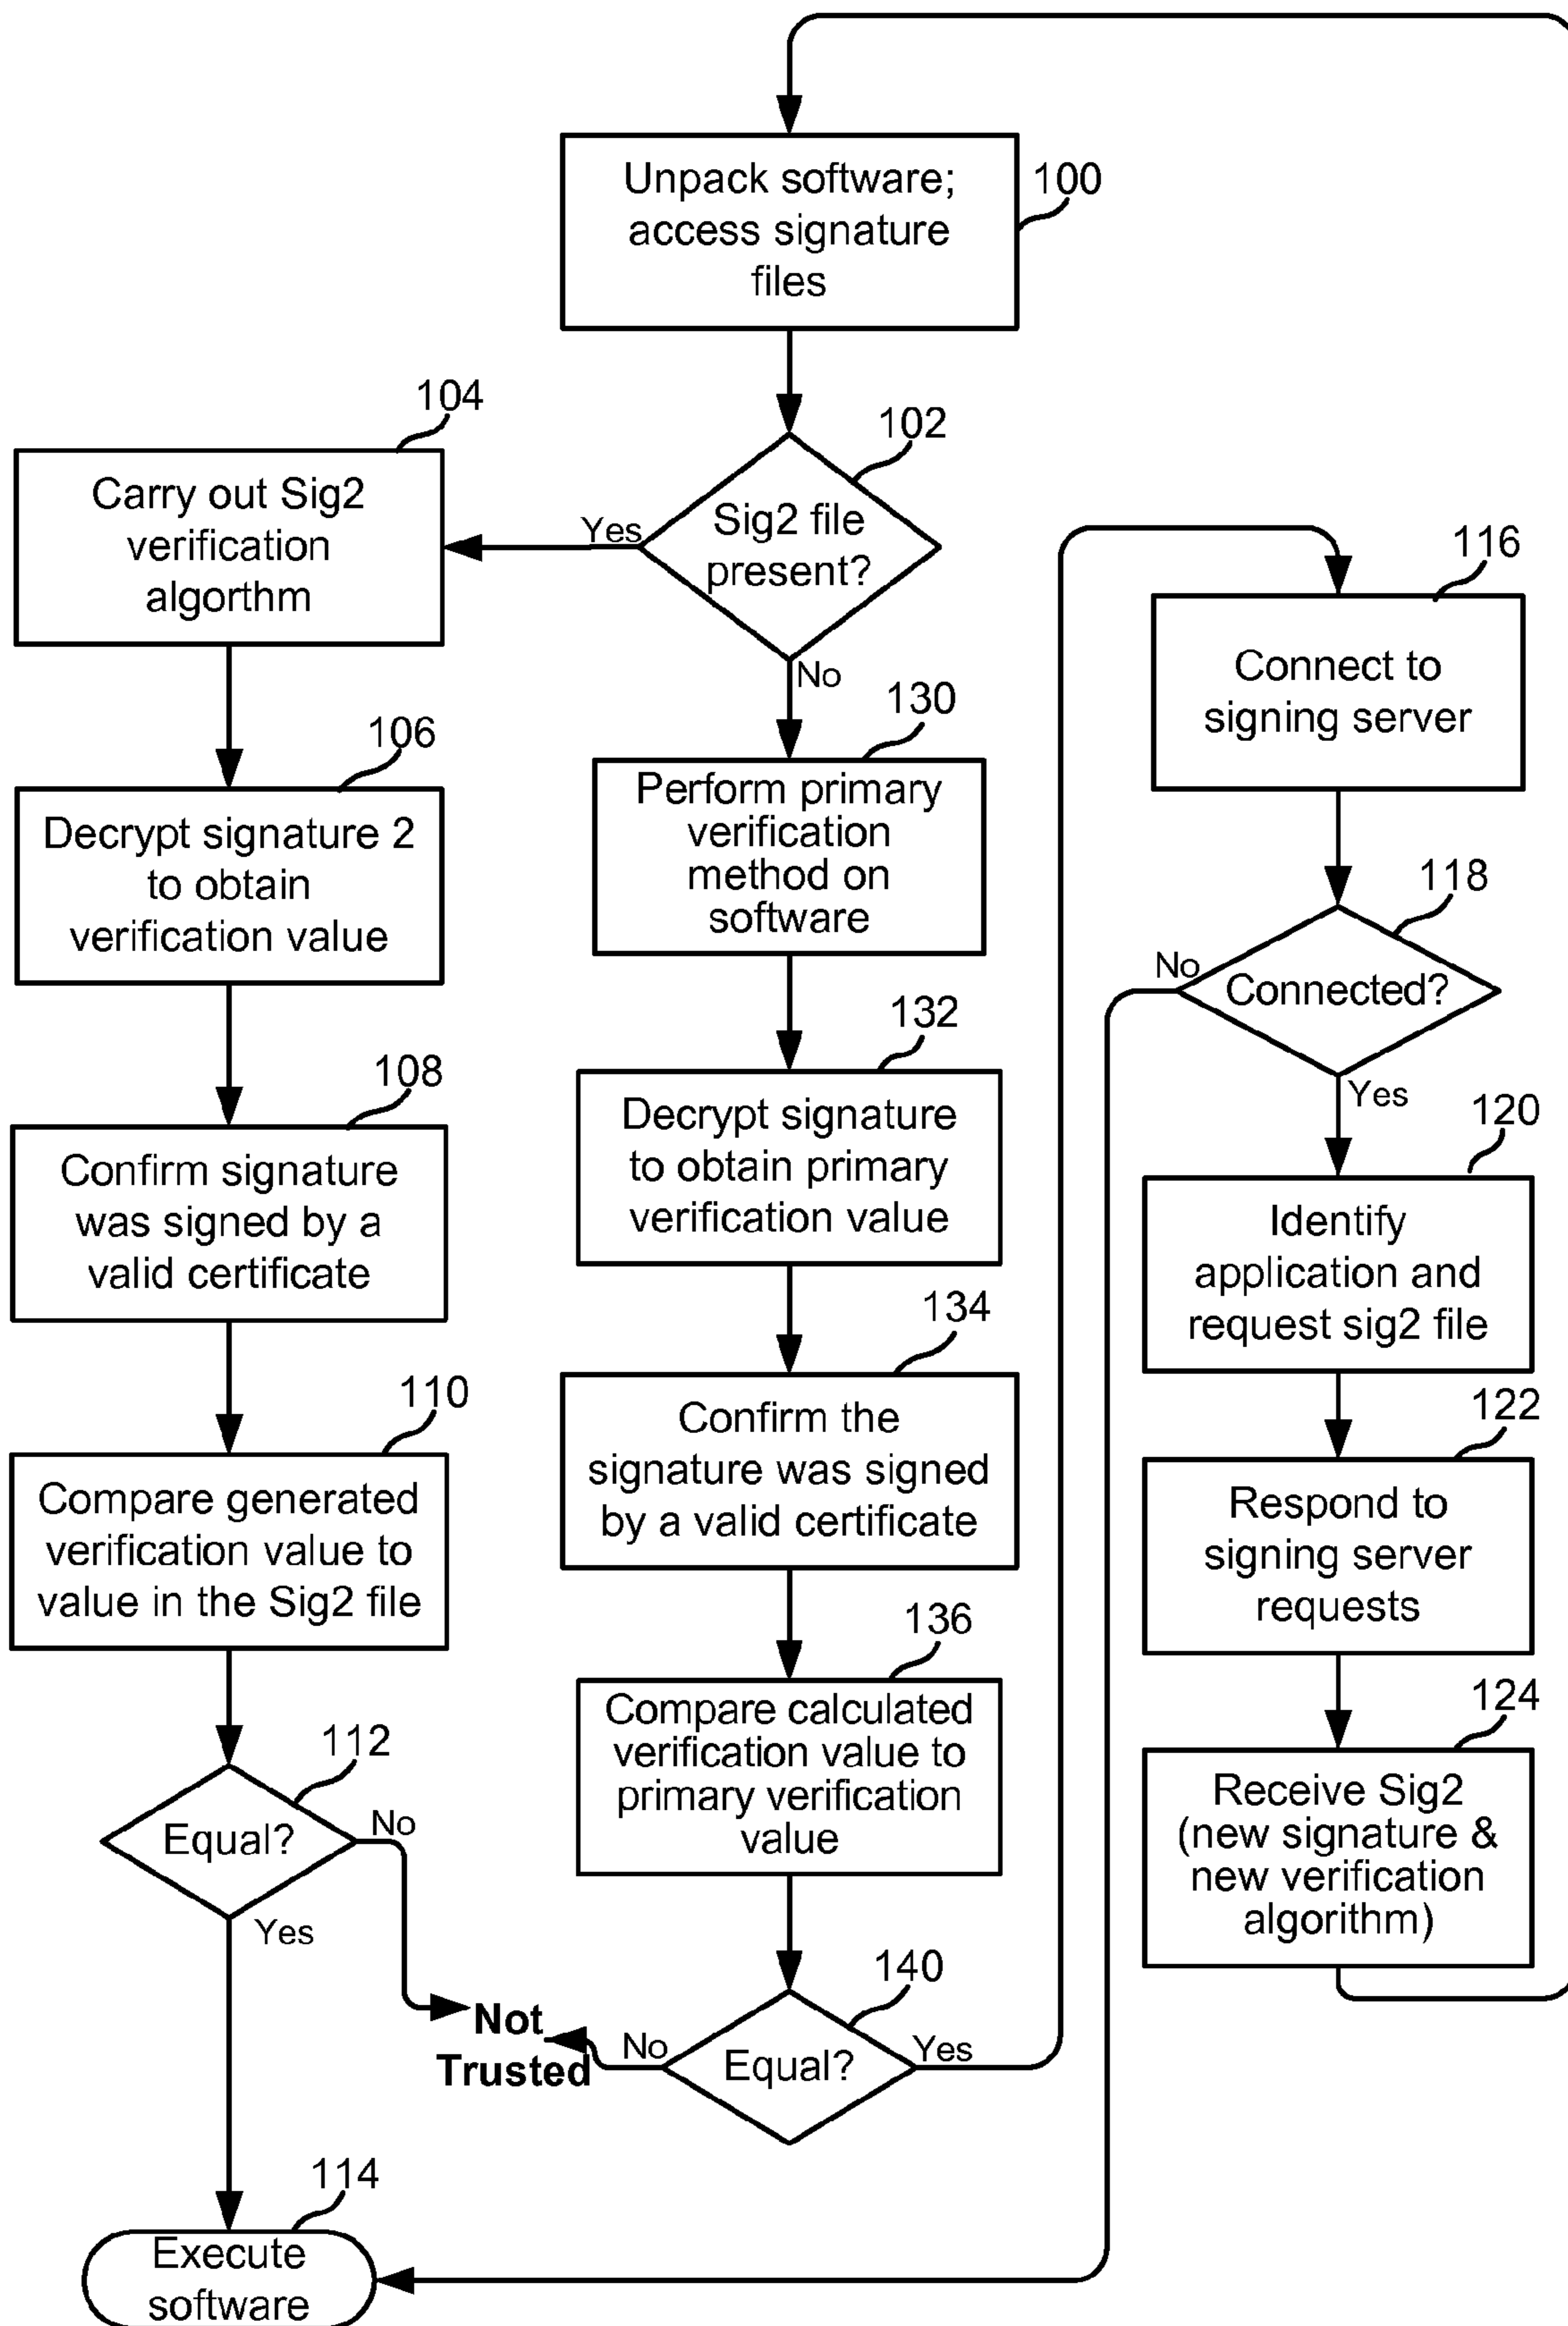 Unpack software;
access signature
files
100
102
Sig2 file
present?
Yes
No
104
Carry out Sig2
verification
algorthm
106
Decrypt signature 2
to obtain
verification value
108
Confirm signature
was signed by a
valid certificate
110
Compare generated
verification value to
value in the Sig2 file
112
Equal?
No
Yes
Not
Trusted
114
Execute
software
130
Perform primary
verification
method on
software
132
Decrypt signature
to obtain primary
verification value
134
Confirm the
signature was signed
by a valid certificate
136
Compare calculated
verification value to
primary verification
value
140
Equal?
No
Yes
116
Connect to
signing server
118
Connected?
No
Yes
120
Identify
application and
request sig2 file
122
Respond to
signing server
requests
124
Receive Sig2
(new signature &
new verification
algorithm)